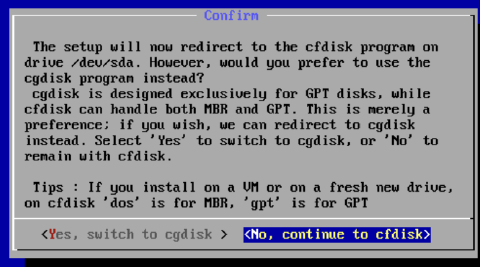 Confirm
The setup will now redirect to the cfdisk program on
drive /dev/sda. However, would you prefer to use the
cgdisk program instead?
cgdisk is designed exclusively for GPT disks, while
cfdisk can handle both MBR and GPT. This is merely a
preference; if you wish, we can redirect to cgdisk
instead. Select 'Yes' to switch to cgdisk, or 'No' to
remain with cfdisk.
Tips : If you install on a VM or on a fresh new drive,
on cfdisk 'dos' is for MBR, 'gpt' is for GPT
<Yes, switch to cgdisk > <No, continue to cfdisk>